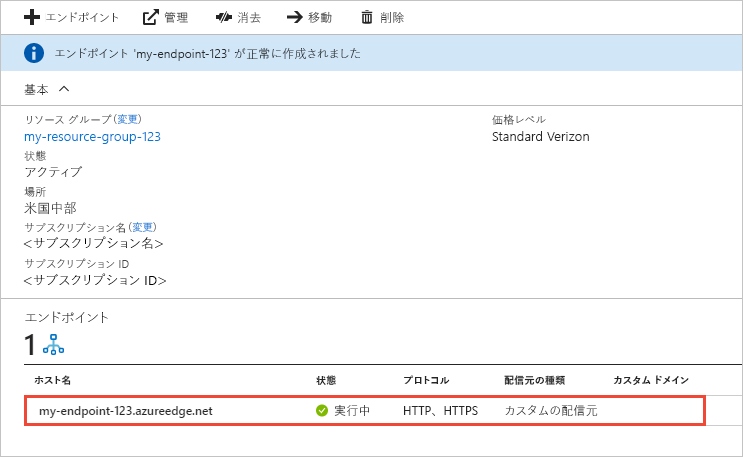 エンドポイント 管理 消去 移動 削除
エンドポイント 'my-endpoint-123' が正常に作成されました
基本
リソース グループ (変更) 価格レベル
my-resource-group-123 Standard Verizon
状態
アクティブ
場所
米国中部
サブスクリプション名 (変更)
<サブスクリプション名>
サブスクリプション ID
<サブスクリプション ID>
エンドポイント
1
ホスト名 状態 プロトコル 配信元の種類 カスタム ドメイン
my-endpoint-123.azureedge.net 実行中 HTTP、HTTPS カスタムの配信元